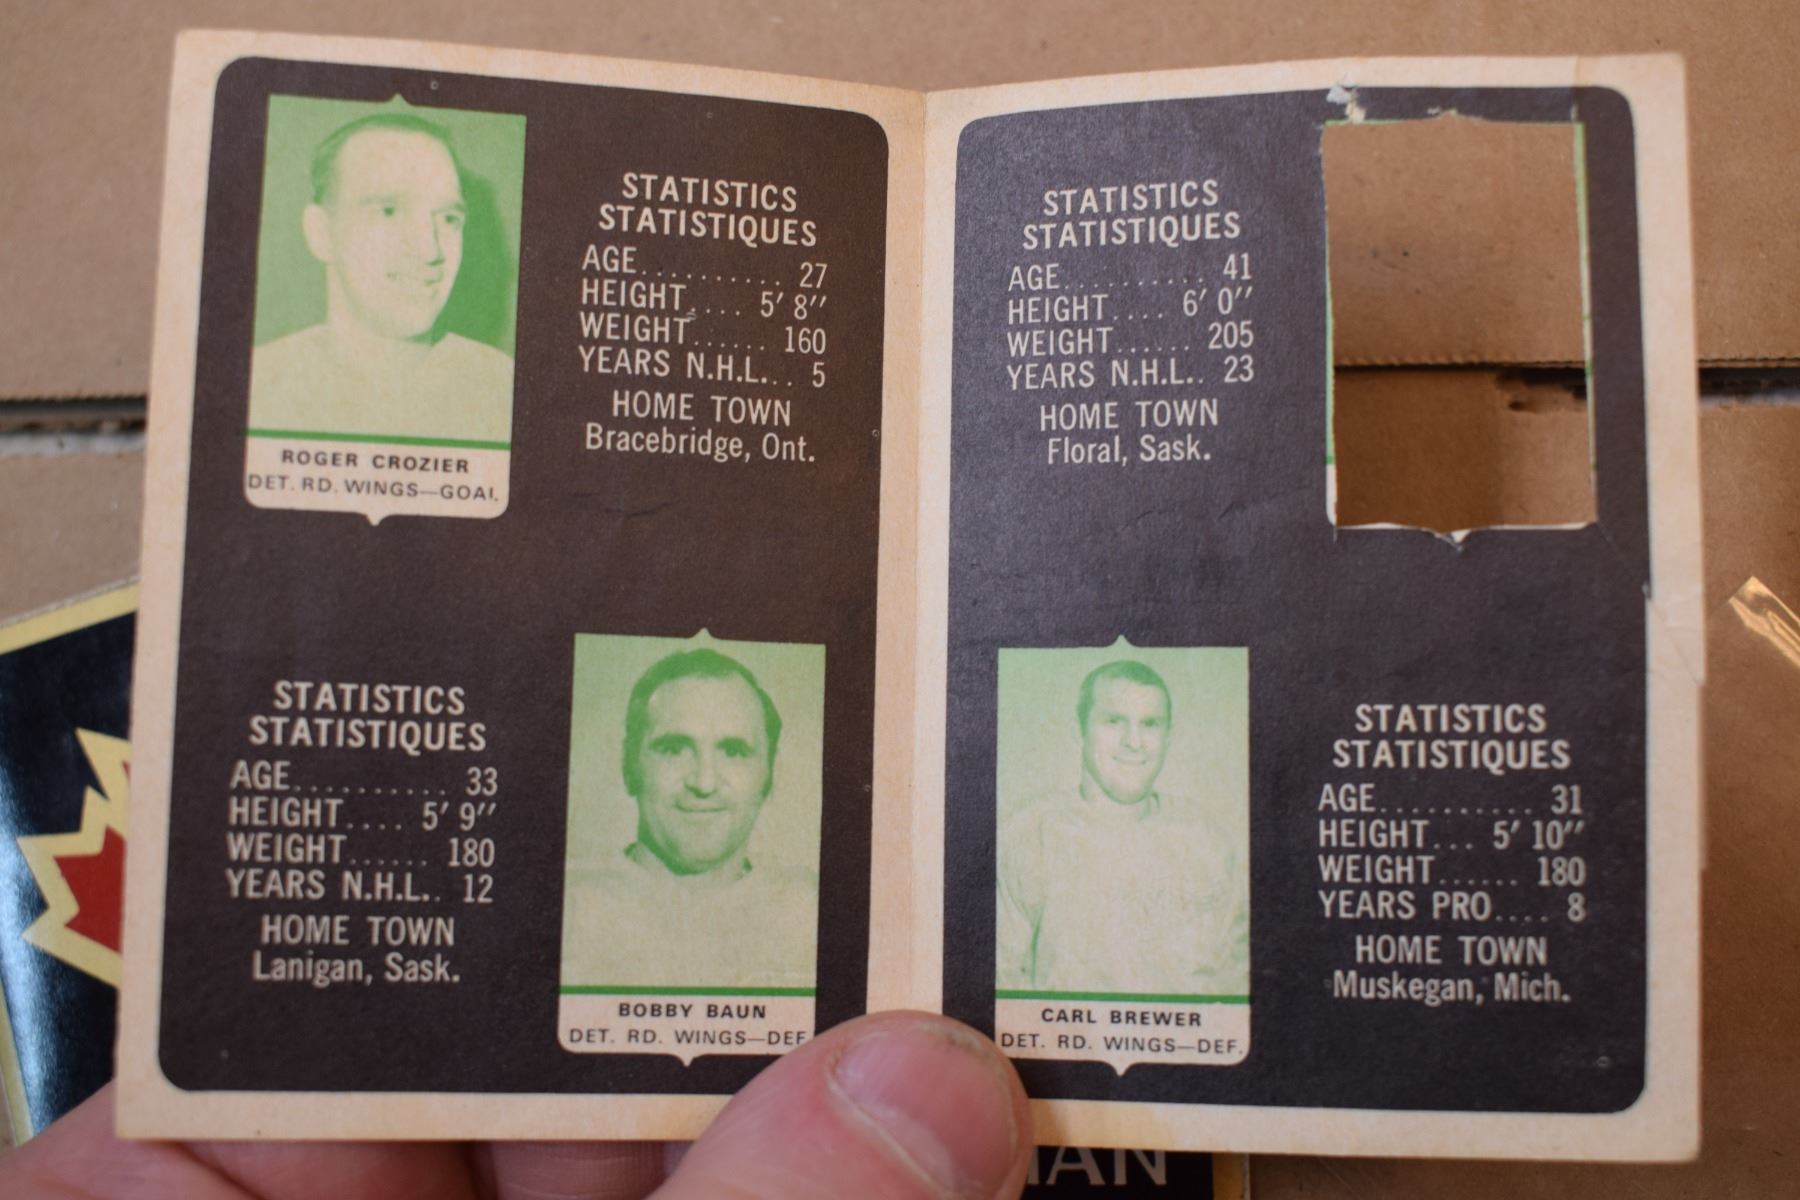 STATISTICS
STATISTIQUES
AGE.......... 27
HEIGHT.... 5' 8''
WEIGHT...... 160
YEARS N.H.L... 5
HOME TOWN
Bracebridge, Ont.
ROGER CROZIER
DET. RD. WINGS—GOAL
STATISTICS
STATISTIQUES
AGE.......... 33
HEIGHT.... 5' 9''
WEIGHT...... 180
YEARS N.H.L.. 12
HOME TOWN
Lanigan, Sask.
BOBBY BAUN
DET. RD. WINGS—DEF
STATISTICS
STATISTIQUES
AGE.......... 41
HEIGHT.... 6' 0''
WEIGHT...... 205
YEARS N.H.L.. 23
HOME TOWN
Floral, Sask.
CARL BREWER
DET. RD. WINGS—DEF.
STATISTICS
STATISTIQUES
AGE.......... 31
HEIGHT... 5' 10''
WEIGHT...... 180
YEARS PRO.... 8
HOME TOWN
Muskegan, Mich.